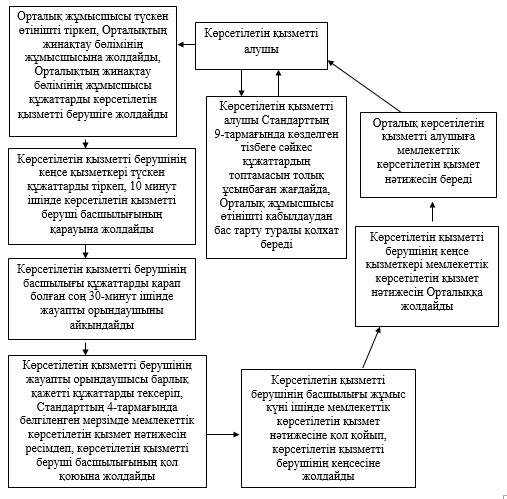 Көрсетілетін қызметті
алушы
Орталық жұмысшысы түскен
өтінішті тіркеп, Орталықтың
жинақтау бөлімінің
жұмысшысына жолдайды,
Орталықтың жинақтау
бөлімінің жұмысшысы
құжаттарды көрсетілетін
қызметті берушіге жолдайды
Көрсетілетін қызметті берушінің
кеңсе қызметкері түскен
құжаттарды тіркеп, 10 минут
ішінде көрсетілетін қызметті
беруші басшылығының
қарауына жолдайды
Көрсетілетін қызметті берушінің
басшылығы құжаттарды қарап
болған соң 30-минут ішінде
жауапты орындаушыны
айқындайды
Көрсетілетін қызметті берушінің
жауапты орындаушысы барлық
қажетті құжаттарды тексеріп,
Стандарттың 4-тармағында
белгіленген мерзімде мемлекеттік
көрсетілетін қызмет нәтижесін
ресімдеп, көрсетілетін қызметті
беруші басшылығының қол
қоюына жолдайды
Көрсетілетін қызметті
берушінің басшылығы жұмыс
күні ішінде мемлекеттік
көрсетілетін қызмет
нәтижесіне қол қойып,
көрсетілетін қызметті
берушінің кеңсесіне
жолдайды
Көрсетілетін қызметті
берушінің кеңсе
қызметкері мемлекеттік
көрсетілетін қызмет
нәтижесін Орталыққа
жолдайды
Орталық көрсетілетін
қызметті алушыға
мемлекеттік
көрсетілетін қызмет
нәтижесін береді
Көрсетілетін қызметті
алушы Стандарттың
9-тармағында көзделген
тізбеге сәйкес
құжаттардың
топтамасын толық
ұсынбаған жағдайда,
Орталық жұмысшысы
өтінішті қабылдаудан
бас тарту туралы қолхат
береді